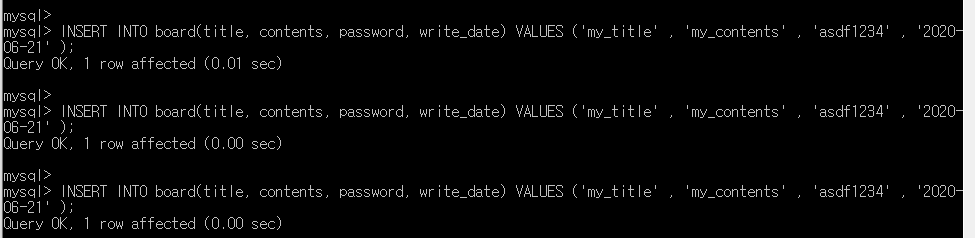 mysql>
mysql> INSERT INTO board(title, contents, password, write_date) VALUES ('my_title' , 'my_contents' , 'asdf1234' , '2020-
06-21' );
Query OK, 1 row affected (0.01 sec)
mysql>
mysql> INSERT INTO board(title, contents, password, write_date) VALUES ('my_title' , 'my_contents' , 'asdf1234' , '2020-
06-21' );
Query OK, 1 row affected (0.00 sec)
mysql>
mysql> INSERT INTO board(title, contents, password, write_date) VALUES ('my_title' , 'my_contents' , 'asdf1234' , '2020-
06-21' );
Query OK, 1 row affected (0.00 sec)